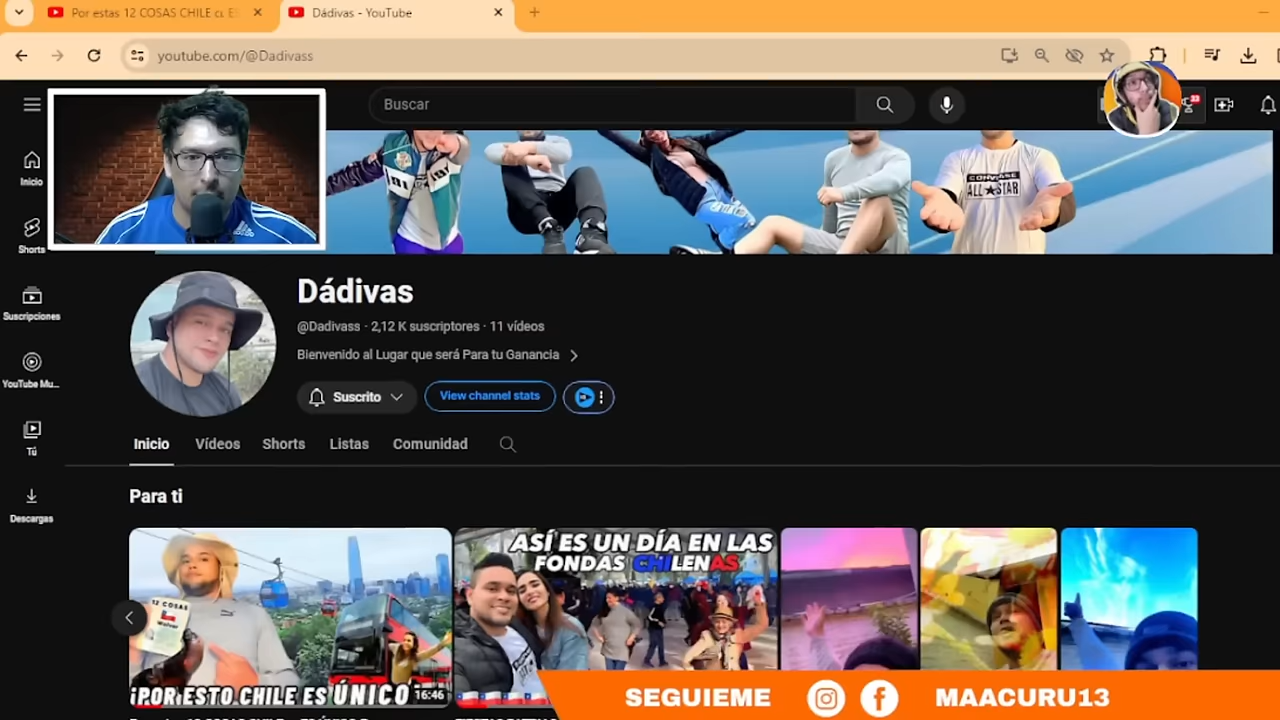 Por estas 12 COSAS CHILE
Dádivas - YouTube
youtube.com/@Dadivass
Buscar
33
Inicio
Shorts
Suscripciones
YouTube Mu...
Tú
Descargas
adidas
CONVERSE
ALL STAR
Dádivas
@Dadivass · 2,12 K suscriptores · 11 vídeos
Bienvenido al Lugar que será Para tu Ganancia
Suscrito
View channel stats
Inicio
Vídeos
Shorts
Listas
Comunidad
Para ti
12 COSAS
¡POR ESTO CHILE ES ÚNICO
16:46
ASÍ ES UN DÍA EN LAS
FONDAS CHILENAS
SEGUIEME
MAACURU13